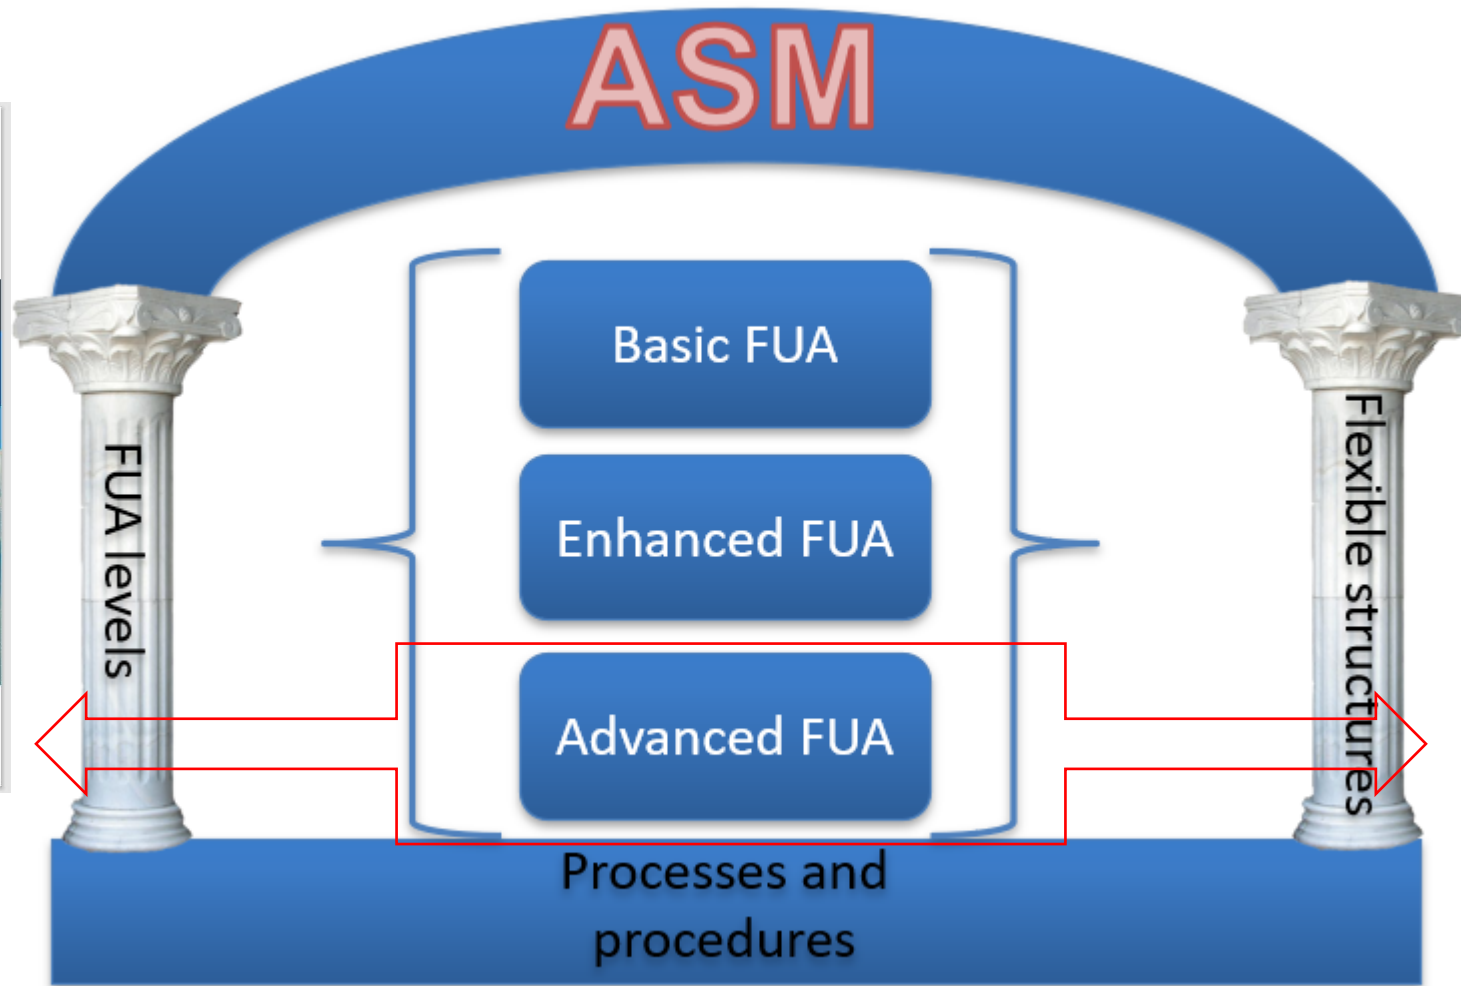 ASM
Basic FUA
Enhanced FUA
Advanced FUA
FUA levels
Flexible structures
Processes and
procedures